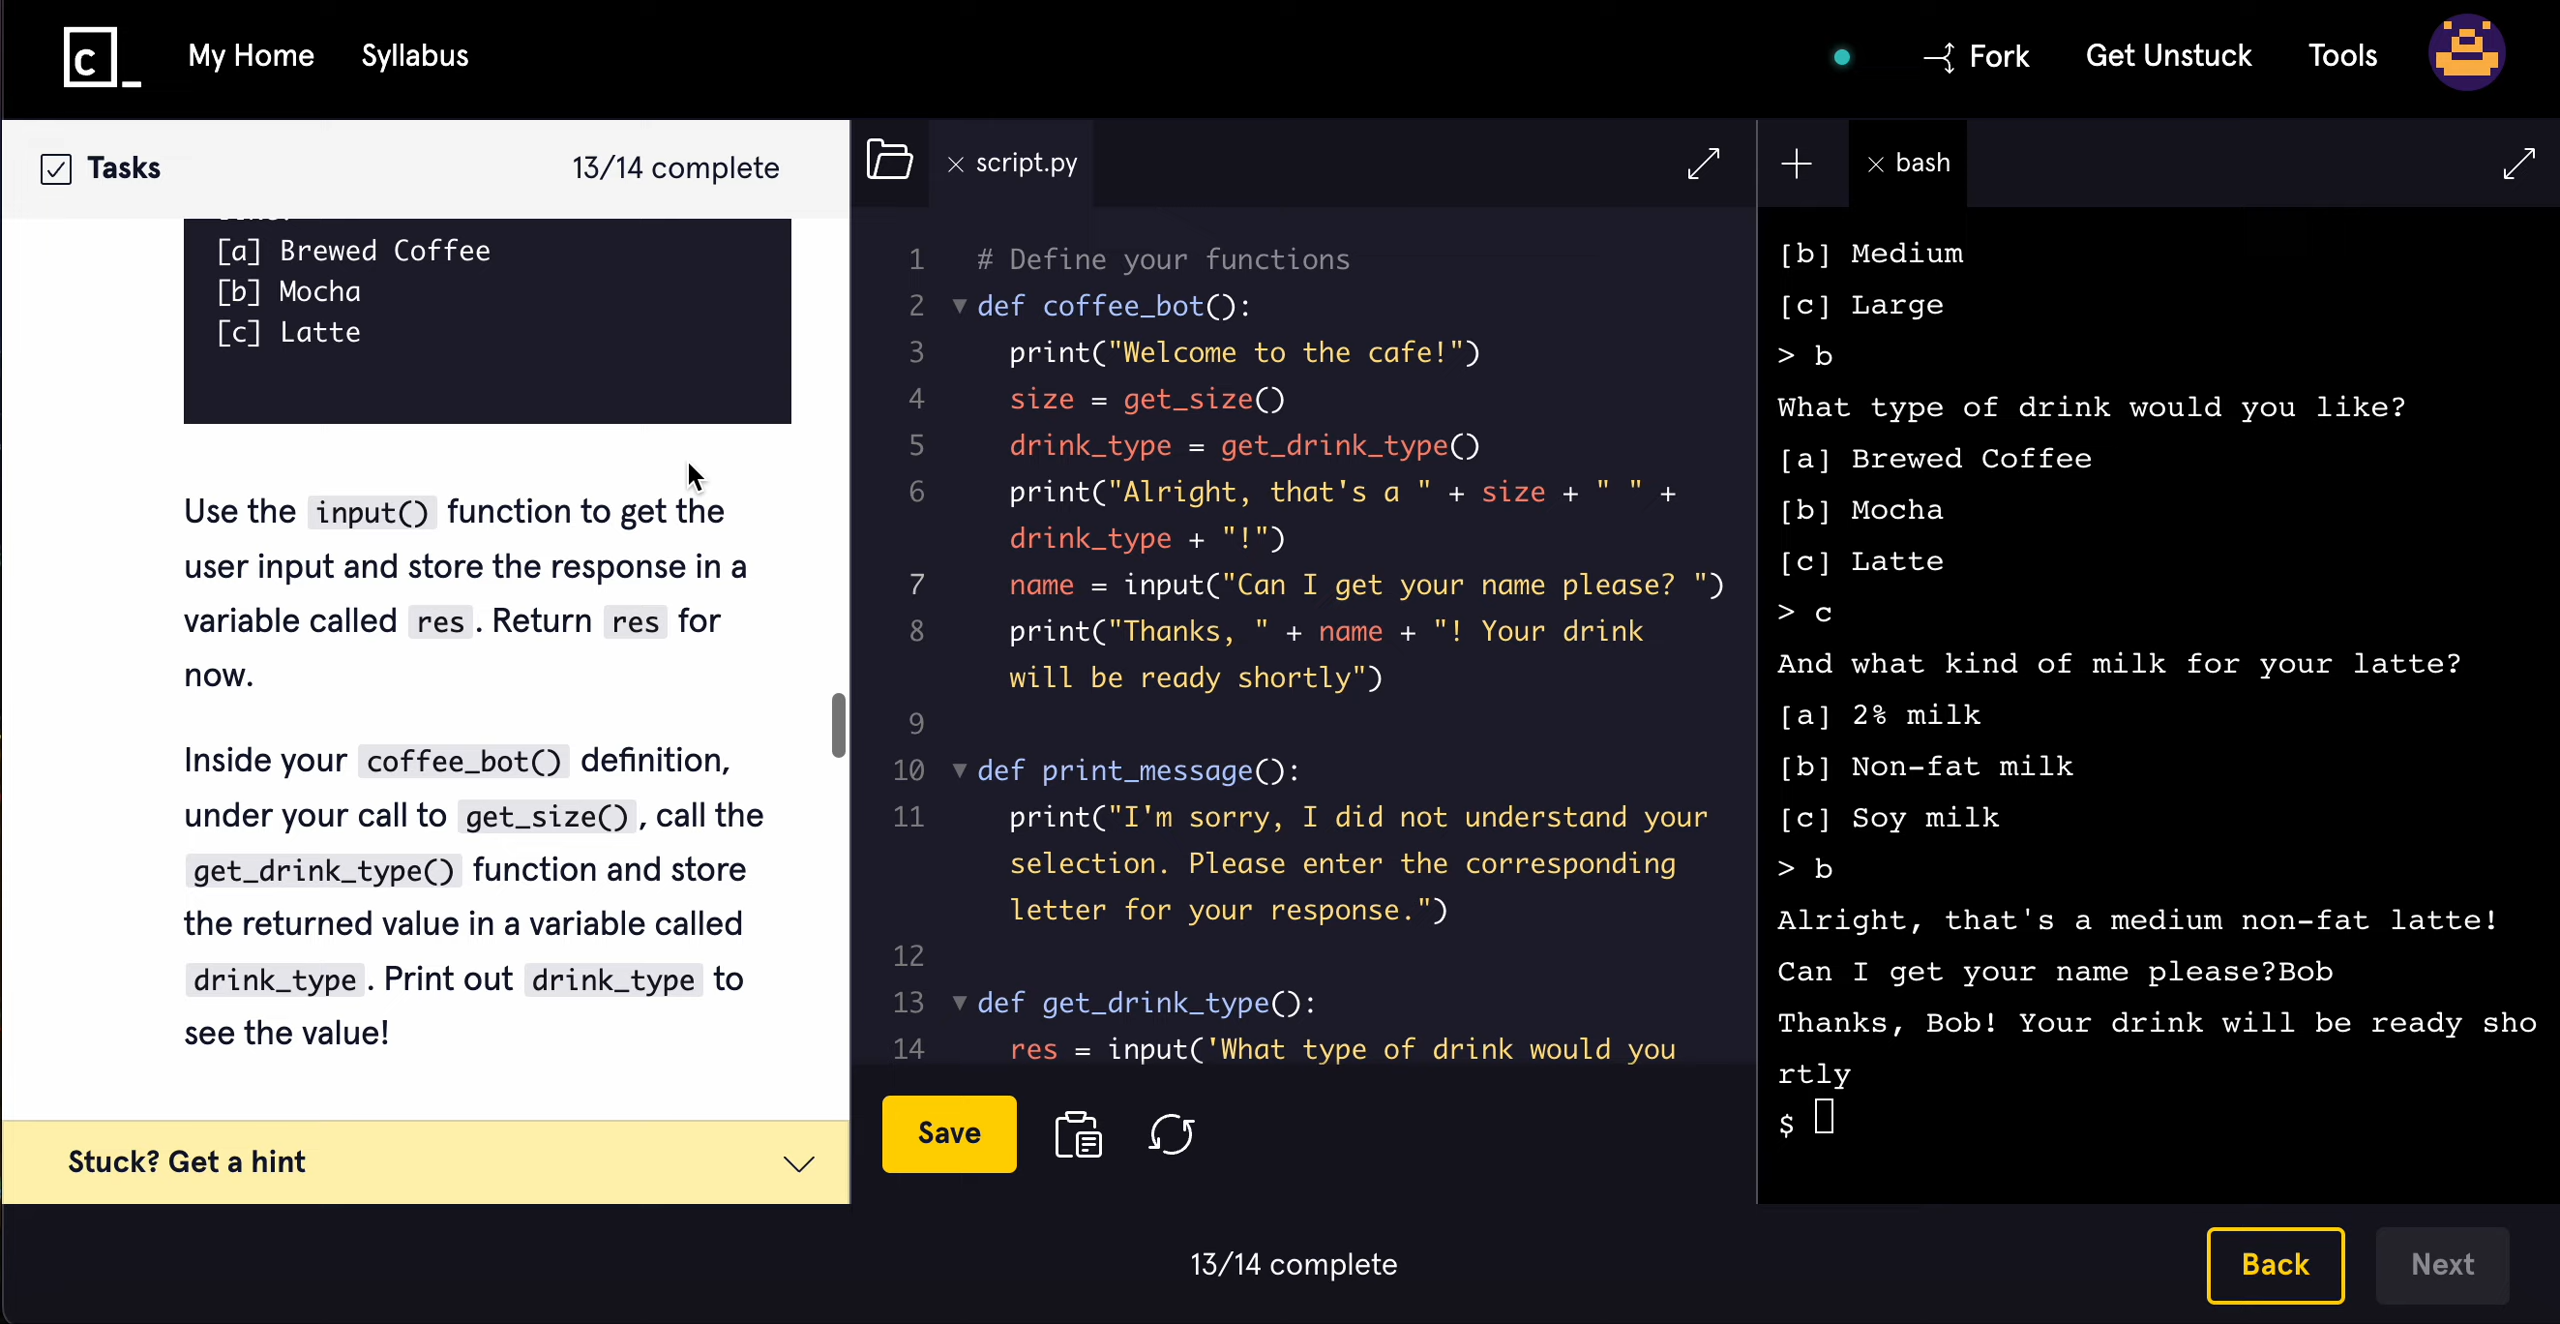 c_ My Home Syllabus Fork Get Unstuck Tools
Tasks 13/14 complete
[a] Brewed Coffee
[b] Mocha
[c] Latte
Use the input() function to get the
user input and store the response in a
variable called res. Return res for
now.
Inside your coffee_bot() definition,
under your call to get_size(), call the
get_drink_type() function and store
the returned value in a variable called
drink_type. Print out drink_type to
see the value!
Stuck? Get a hint
script.py
1 # Define your functions
2 def coffee_bot():
3 print("Welcome to the cafe!")
4 size = get_size()
5 drink_type = get_drink_type()
6 print("Alright, that's a " + size + " " +
drink_type + "!")
7 name = input("Can I get your name please? ")
8 print("Thanks, " + name + "! Your drink
will be ready shortly")
9
10 def print_message():
11 print("I'm sorry, I did not understand your
selection. Please enter the corresponding
letter for your response.")
12
13 def get_drink_type():
14 res = input('What type of drink would you
Save
bash
[b] Medium
[c] Large
> b
What type of drink would you like?
[a] Brewed Coffee
[b] Mocha
[c] Latte
> c
And what kind of milk for your latte?
[a] 2% milk
[b] Non-fat milk
[c] Soy milk
> b
Alright, that's a medium non-fat latte!
Can I get your name please?Bob
Thanks, Bob! Your drink will be ready sho
rtly
$
13/14 complete
Back
Next